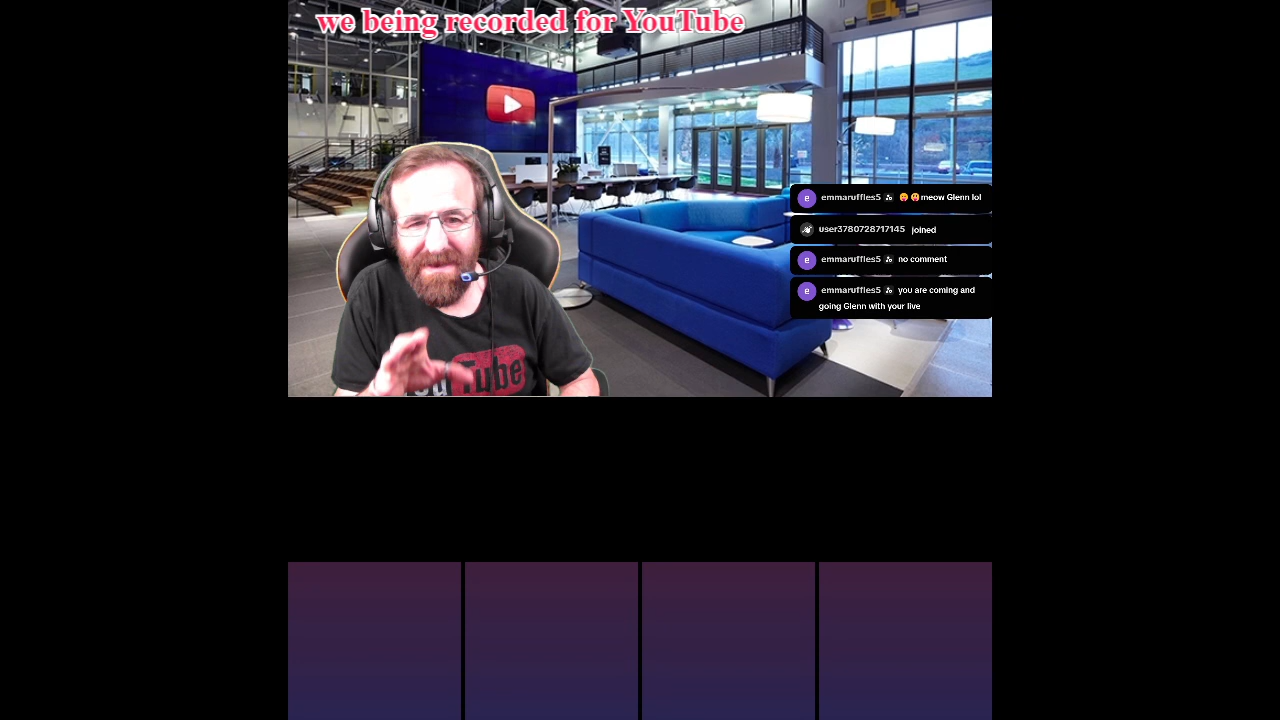 we being recorded for YouTube
emmaruffles5 meow Glenn lol
user3780728717145 joined
emmaruffles5 no comment
emmaruffles5 you are coming and
going Glenn with your live
YouTube